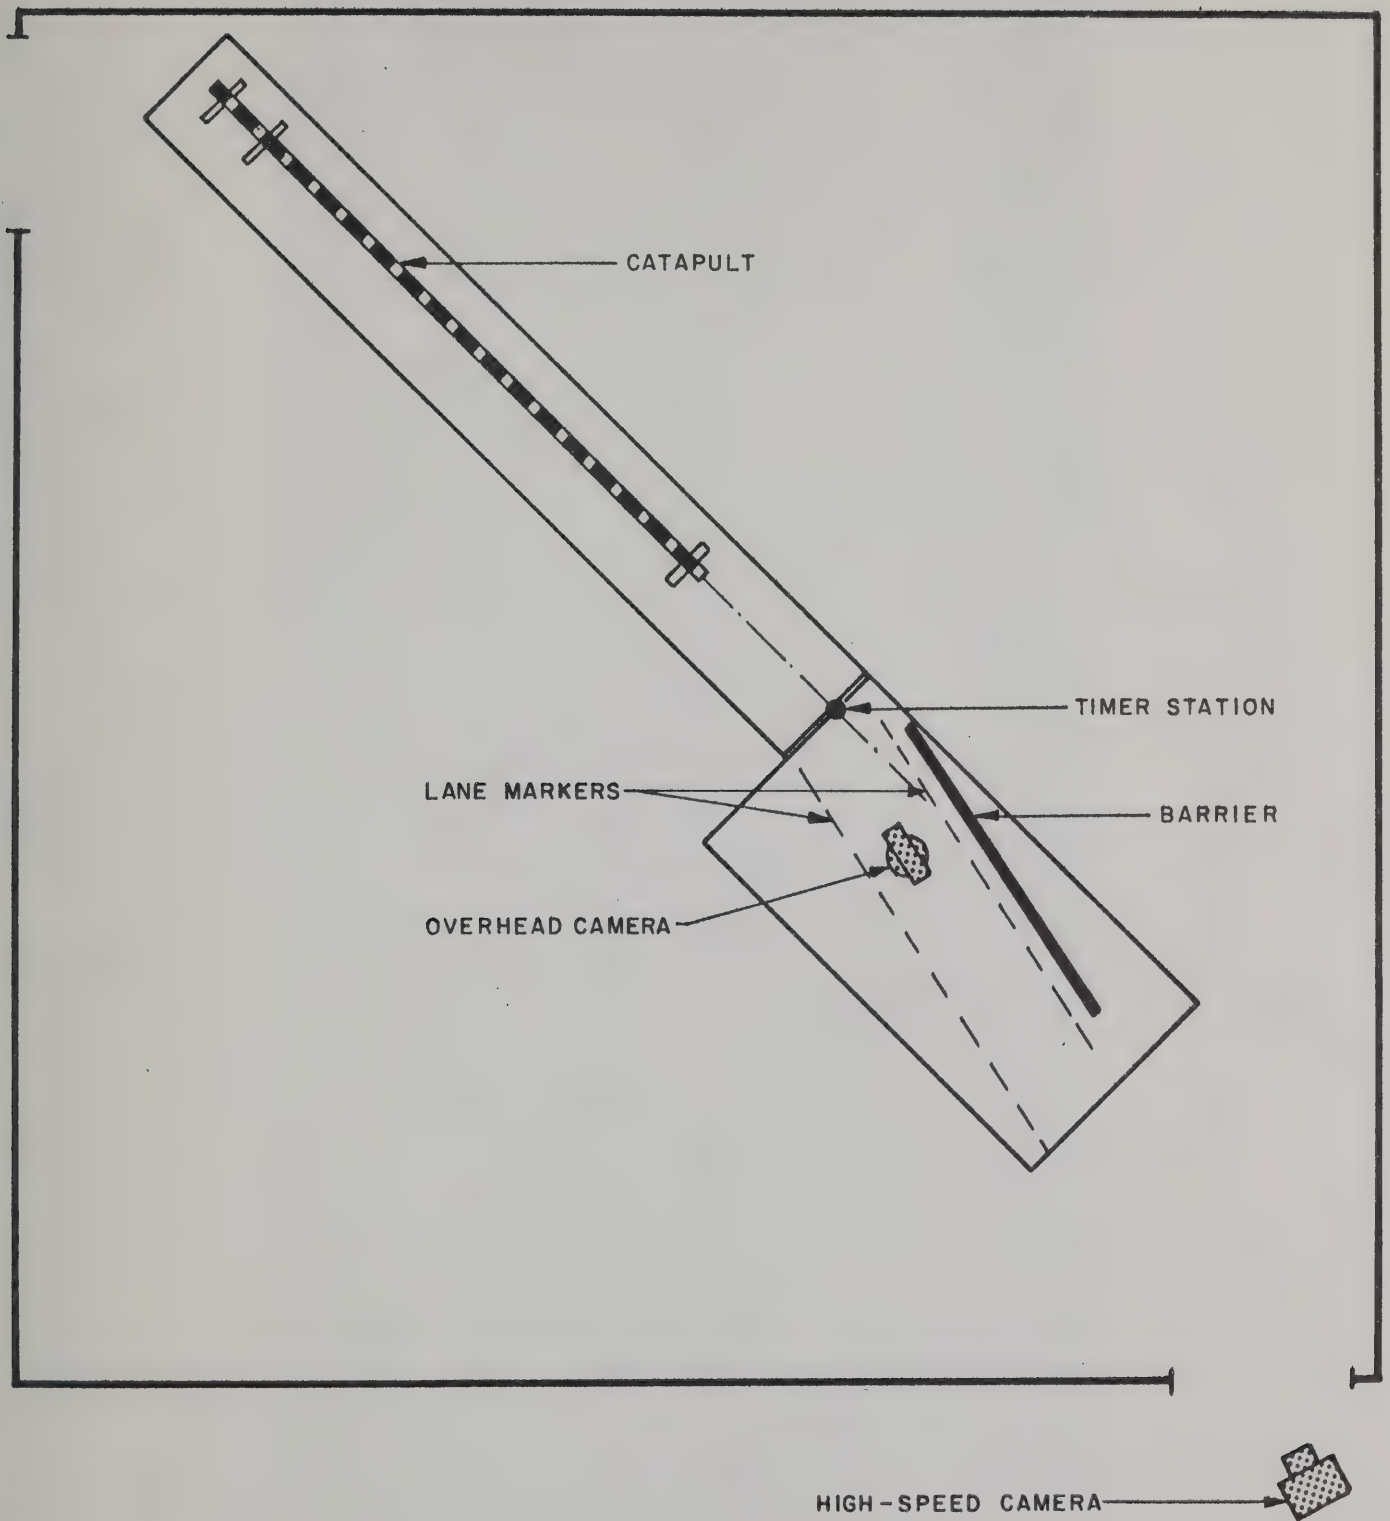 CATAPULT
TIMER STATION
LANE MARKERS
BARRIER
OVERHEAD CAMERA
HIGH-SPEED CAMERA